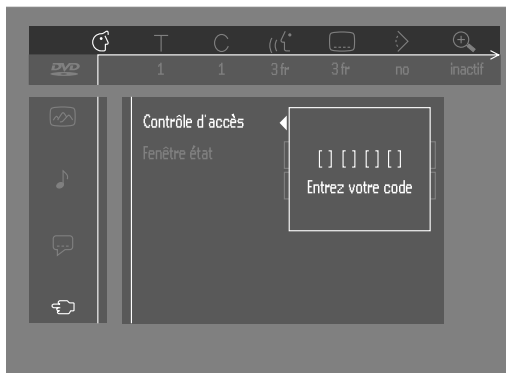 T C
DVD 1 1 3 fr 3 fr no inactif
Contrôle d'accès
Fenêtre état
[ ] [ ] [ ] [ ]
Entrez votre code